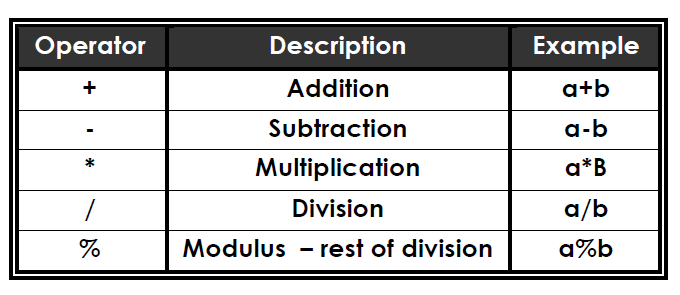 Operator Description Example
+ Addition a+b
- Subtraction a-b
* Multiplication a*B
/ Division a/b
% Modulus – rest of division a%b